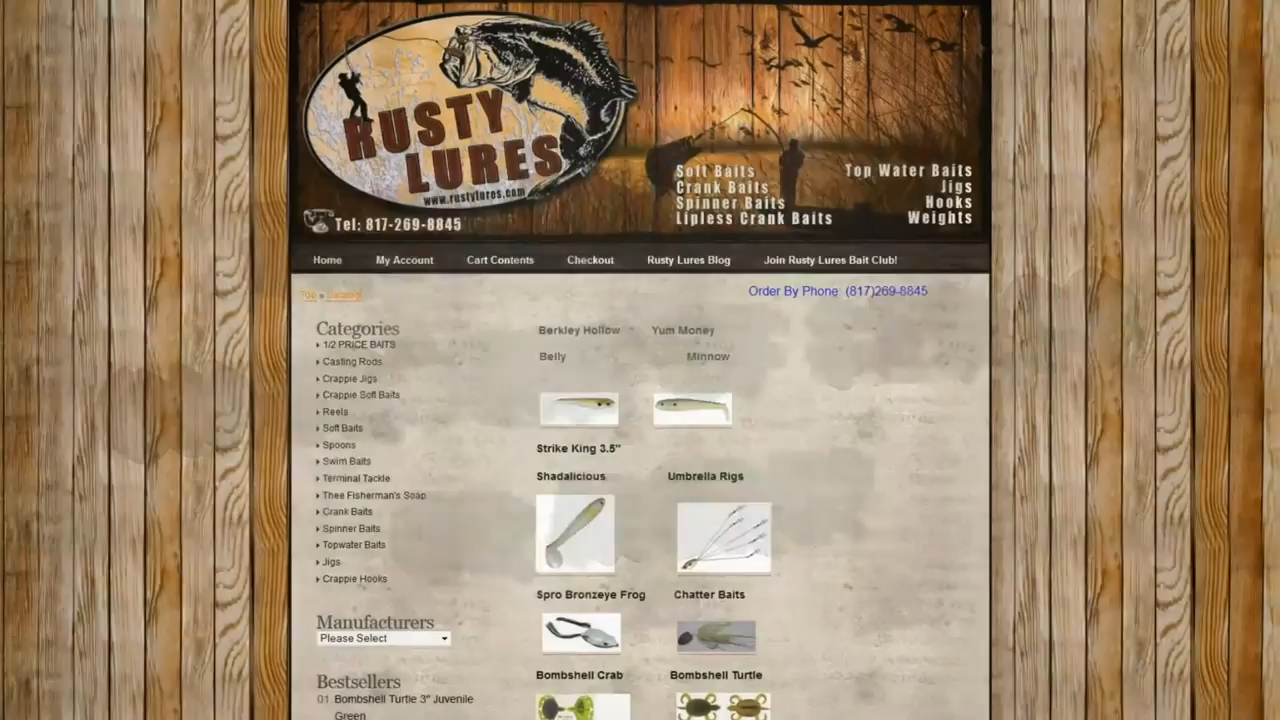 RUSTY
LURES
www.rustylures.com
Tel: 817-269-8845
Soft Baits
Crank Baits
Spinner Baits
Lipless Crank Baits
Top Water Baits
Jigs
Hooks
Weights
Home My Account Cart Contents Checkout Rusty Lures Blog Join Rusty Lures Bait Club!
Top » Catalog
Order By Phone (817)269-8845
Categories
1/2 PRICE BAITS
Casting Rods
Crappie Jigs
Crappie Soft Baits
Reels
Soft Baits
Spoons
Swim Baits
Terminal Tackle
Thee Fisherman's Soap
Crank Baits
Spinner Baits
Topwater Baits
Jigs
Crappie Hooks
Manufacturers
Please Select
Bestsellers
01. Bombshell Turtle 3" Juvenile
Green
Berkley Hollow Yum Money
Belly Minnow
Strike King 3.5"
Shadalicious Umbrella Rigs
Spro Bronzeye Frog Chatter Baits
Bombshell Crab Bombshell Turtle